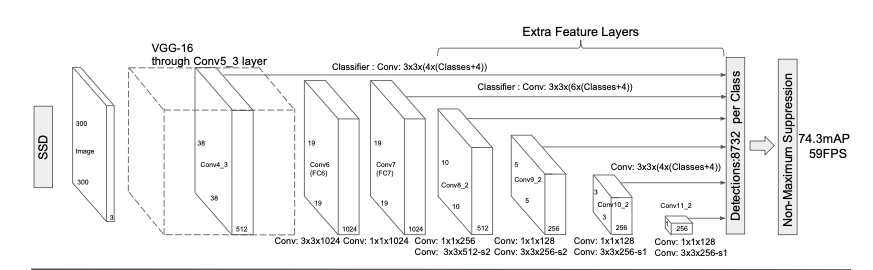 Extra Feature Layers
VGG-16
through Conv5_3 layer
Classifier : Conv: 3x3x(4x(Classes+4))
Classifier : Conv: 3x3x(6x(Classes+4))
SSD
300
Image
300
3
38
Conv4_3
38
512
19
Conv6
(FC6)
19
1024
19
Conv7
(FC7)
19
1024
10
Conv8_2
10
512
5
Conv9_2
5
256
Conv: 3x3x(4x(Classes+4))
3
Conv10_2
3
256
Conv11_2
1
256
Detections:8732 per Class
Non-Maximum Suppression
74.3mAP
59FPS
Conv: 3x3x1024
Conv: 1x1x1024
Conv: 1x1x256
Conv: 3x3x512-s2
Conv: 1x1x128
Conv: 3x3x256-s2
Conv: 1x1x128
Conv: 3x3x256-s1
Conv: 1x1x128
Conv: 3x3x256-s1